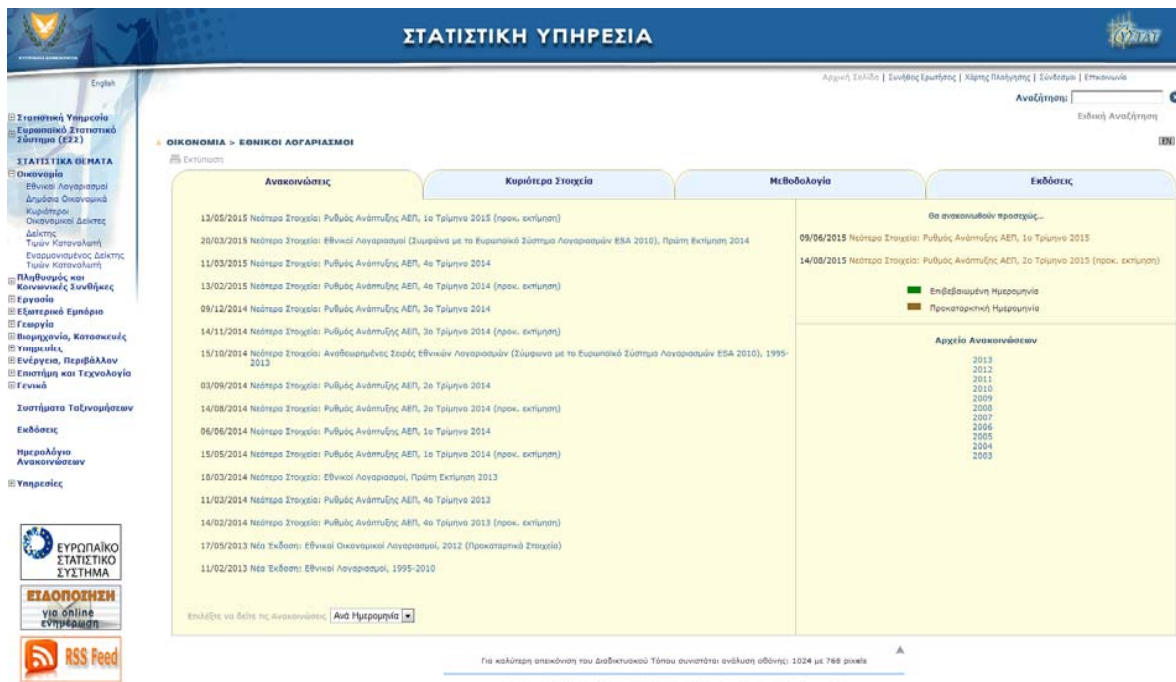 ΣΤΑΤΙΣΤΙΚΗ ΥΠΗΡΕΣΙΑ
English
Αρχική Σελίδα | Συνήθεις Ερωτήσεις | Χάρτης Πλοήγησης | Σύνδεσμοι | Επικοινωνία
Αναζήτηση:
Ειδική Αναζήτηση
Στατιστική Υπηρεσία
Ευρωπαϊκό Στατιστικό
Σύστημα (ΕΣΣ)
ΣΤΑΤΙΣΤΙΚΑ ΘΕΜΑΤΑ
Οικονομία
Εθνικοί Λογαριασμοί
Δημόσια Οικονομικά
Κυριότεροι
Οικονομικοί Δείκτες
Δείκτης
Τιμών Καταναλωτή
Εναρμονισμένος Δείκτης
Τιμών Καταναλωτή
Πληθυσμός και
Κοινωνικές Συνθήκες
Εργασία
Εξωτερικό Εμπόριο
Γεωργία
Βιομηχανία, Κατασκευές
Υπηρεσίες
Ενέργεια, Περιβάλλον
Επιστήμη και Τεχνολογία
Γενικά
Συστήματα Ταξινομήσεων
Εκδόσεις
Ημερολόγιο
Ανακοινώσεων
Υπηρεσίες
ΕΥΡΩΠΑΪΚΟ
ΣΤΑΤΙΣΤΙΚΟ
ΣΥΣΤΗΜΑ
ΕΙΔΟΠΟΙΗΣΗ
για online
ενημέρωση
RSS Feed
ΟΙΚΟΝΟΜΙΑ > ΕΘΝΙΚΟΙ ΛΟΓΑΡΙΑΣΜΟΙ
EN
Εκτύπωση
Ανακοινώσεις
Κυριότερα Στοιχεία
Μεθοδολογία
Εκδόσεις
13/05/2015 Νεότερα Στοιχεία: Ρυθμός Ανάπτυξης ΑΕΠ, 1ο Τρίμηνο 2015 (προκ. εκτίμηση)
20/03/2015 Νεότερα Στοιχεία: Εθνικοί Λογαριασμοί (Συμφώνα με το Ευρωπαϊκό Σύστημα Λογαριασμών ESA 2010), Πρώτη Εκτίμηση 2014
11/03/2015 Νεότερα Στοιχεία: Ρυθμός Ανάπτυξης ΑΕΠ, 4ο Τρίμηνο 2014
13/02/2015 Νεότερα Στοιχεία: Ρυθμός Ανάπτυξης ΑΕΠ, 4ο Τρίμηνο 2014 (προκ. εκτίμηση)
09/12/2014 Νεότερα Στοιχεία: Ρυθμός Ανάπτυξης ΑΕΠ, 3ο Τρίμηνο 2014
14/11/2014 Νεότερα Στοιχεία: Ρυθμός Ανάπτυξης ΑΕΠ, 3ο Τρίμηνο 2014 (προκ. εκτίμηση)
15/10/2014 Νεότερα Στοιχεία: Αναθεωρημένες Σειρές Εθνικών Λογαριασμών (Σύμφωνα με το Ευρωπαϊκό Σύστημα Λογαριασμών ESA 2010), 1995-
2013
03/09/2014 Νεότερα Στοιχεία: Ρυθμός Ανάπτυξης ΑΕΠ, 2ο Τρίμηνο 2014
14/08/2014 Νεότερα Στοιχεία: Ρυθμός Ανάπτυξης ΑΕΠ, 2ο Τρίμηνο 2014 (προκ. εκτίμηση)
06/06/2014 Νεότερα Στοιχεία: Ρυθμός Ανάπτυξης ΑΕΠ, 1ο Τρίμηνο 2014
15/05/2014 Νεότερα Στοιχεία: Ρυθμός Ανάπτυξης ΑΕΠ, 1ο Τρίμηνο 2014 (προκ. εκτίμηση)
18/03/2014 Νεότερα Στοιχεία: Εθνικοί Λογαριασμοί, Πρώτη Εκτίμηση 2013
11/03/2014 Νεότερα Στοιχεία: Ρυθμός Ανάπτυξης ΑΕΠ, 4ο Τρίμηνο 2013
14/02/2014 Νεότερα Στοιχεία: Ρυθμός Ανάπτυξης ΑΕΠ, 4ο Τρίμηνο 2013 (προκ. εκτίμηση)
17/05/2013 Νέα Έκδοση: Εθνικοί Οικονομικοί Λογαριασμοί, 2012 (Προκαταρτικά Στοιχεία)
11/02/2013 Νέα Έκδοση: Εθνικοί Λογαριασμοί, 1995-2010
Επιλέξτε να δείτε τις Ανακοινώσεις Ανά Ημερομηνία
Θα ανακοινωθούν προσεχώς...
09/06/2015 Νεότερα Στοιχεία: Ρυθμός Ανάπτυξης ΑΕΠ, 1ο Τρίμηνο 2015
14/08/2015 Νεότερα Στοιχεία: Ρυθμός Ανάπτυξης ΑΕΠ, 2ο Τρίμηνο 2015 (προκ. εκτίμηση)
Επιβεβαιωμένη Ημερομηνία
Προκαταρκτική Ημερομηνία
Αρχείο Ανακοινώσεων
2013
2012
2011
2010
2009
2008
2007
2006
2005
2004
2003
Για καλύτερη απεικόνιση του Διαδικτυακού Τόπου συνιστάται ανάλυση οθόνης: 1024 με 768 pixels